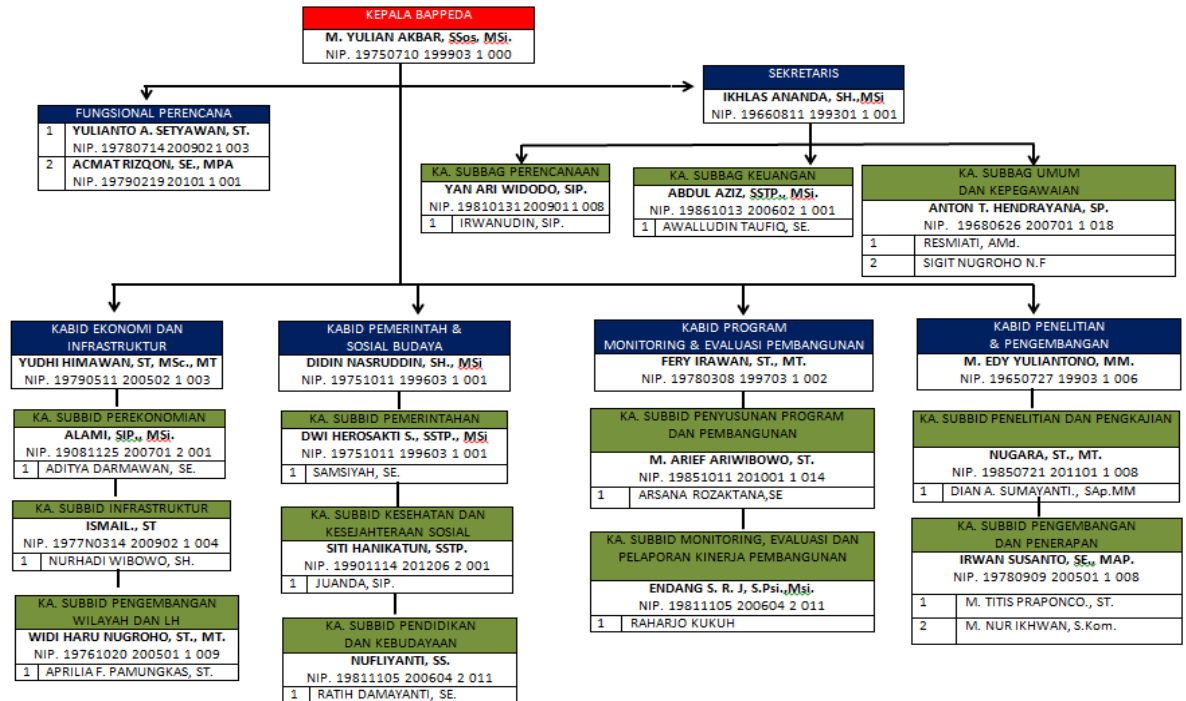 KEPALA BAPPEDA
M. YULIAN AKBAR, SSos, MSi.
NIP. 19750710 199903 1 000
SEKRETARIS
IKHLAS ANANDA, SH.,MSi
NIP. 19660811 199301 1 001
FUNGSIONAL PERENCANA
1 YULIANTO A. SETYAWAN, ST.
NIP. 19780714 200902 1 003
2 ACMAT RIZQON, SE., MPA
NIP. 19790219 20101 1 001
KA. SUBBAG PERENCANAAN
YAN ARI WIDODO, SIP.
NIP. 19810131 200901 1 008
1 IRWANUDIN, SIP.
KA. SUBBAG KEUANGAN
ABDUL AZIZ, SSTP., MSi.
NIP. 19861013 200602 1 001
1 AWALLUDIN TAUFIQ, SE.
KA. SUBBAG UMUM
DAN KEPEGAWAIAN
ANTON T. HENDRAYANA, SP.
NIP. 19680626 200701 1 018
1 RESMIATI, AMd.
2 SIGIT NUGROHO N.F
KABID EKONOMI DAN
INFRASTRUKTUR
YUDHI HIMAWAN, ST, MSc., MT
NIP. 19790511 200502 1 003
KA. SUBBID PEREKONOMIAN
ALAMI, SIP., MSi.
NIP. 19081125 200701 2 001
1 ADITYA DARMAWAN, SE.
KA. SUBBID INFRASTRUKTUR
ISMAIL., ST
NIP. 1977N0314 200902 1 004
1 NURHADI WIBOWO, SH.
KA. SUBBID PENGEMBANGAN
WILAYAH DAN LH
WIDI HARU NUGROHO, ST., MT.
NIP. 19761020 200501 1 009
1 APRILIA F. PAMUNGKAS, ST.
KABID PEMERINTAH &
SOSIAL BUDAYA
DIDIN NASRUDDIN, SH., MSi
NIP. 19751011 199603 1 001
KA. SUBBID PEMERINTAHAN
DWI HEROSAKTI S., SSTP., MSi
NIP. 19751011 199603 1 001
1 SAMSIYAH, SE.
KA. SUBBID KESEHATAN DAN
KESEJAHTERAAN SOSIAL
SITI HANIKATUN, SSTP.
NIP. 19901114 201206 2 001
1 JUANDA, SIP.
KA. SUBBID PENDIDIKAN
DAN KEBUDAYAAN
NUFLIYANTI, SS.
NIP. 19811105 200604 2 011
1 RATIH DAMAYANTI, SE.
KABID PROGRAM
MONITORING & EVALUASI PEMBANGUNAN
FERY IRAWAN, ST., MT.
NIP. 19780308 199703 1 002
KA. SUBBID PENYUSUNAN PROGRAM
DAN PEMBANGUNAN
M. ARIEF ARIWIBOWO, ST.
NIP. 19851011 201001 1 014
1 ARSANA ROZAKTANA,SE
KA. SUBBID MONITORING, EVALUASI DAN
PELAPORAN KINERJA PEMBANGUNAN
ENDANG S. R. J, S.Psi.,Msi.
NIP. 19811105 200604 2 011
1 RAHARJO KUKUH
KABID PENELITIAN
& PENGEMBANGAN
M. EDY YULIANTONO, MM.
NIP. 19650727 19903 1 006
KA. SUBBID PENELITIAN DAN PENGKAJIAN
NUGARA, ST., MT.
NIP. 19850721 201101 1 008
1 DIAN A. SUMAYANTI., SAp.MM
KA. SUBBID PENGEMBANGAN
DAN PENERAPAN
IRWAN SUSANTO, SE., MAP.
NIP. 19780909 200501 1 008
1 M. TITIS PRAPONCO., ST.
2 M. NUR IKHWAN, S.Kom.